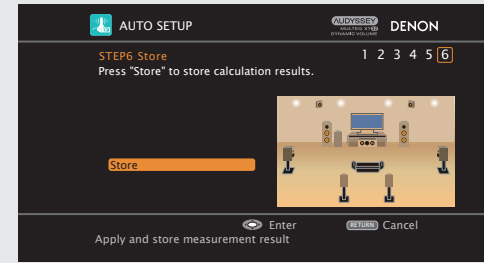 AUTO SETUP
AUDYSSEY
MULTEQ XT32
DYNAMIC VOLUME
DENON
STEP6 Store
1 2 3 4 5 6
Press "Store" to store calculation results.
Store
Enter
RETURN Cancel
Apply and store measurement result